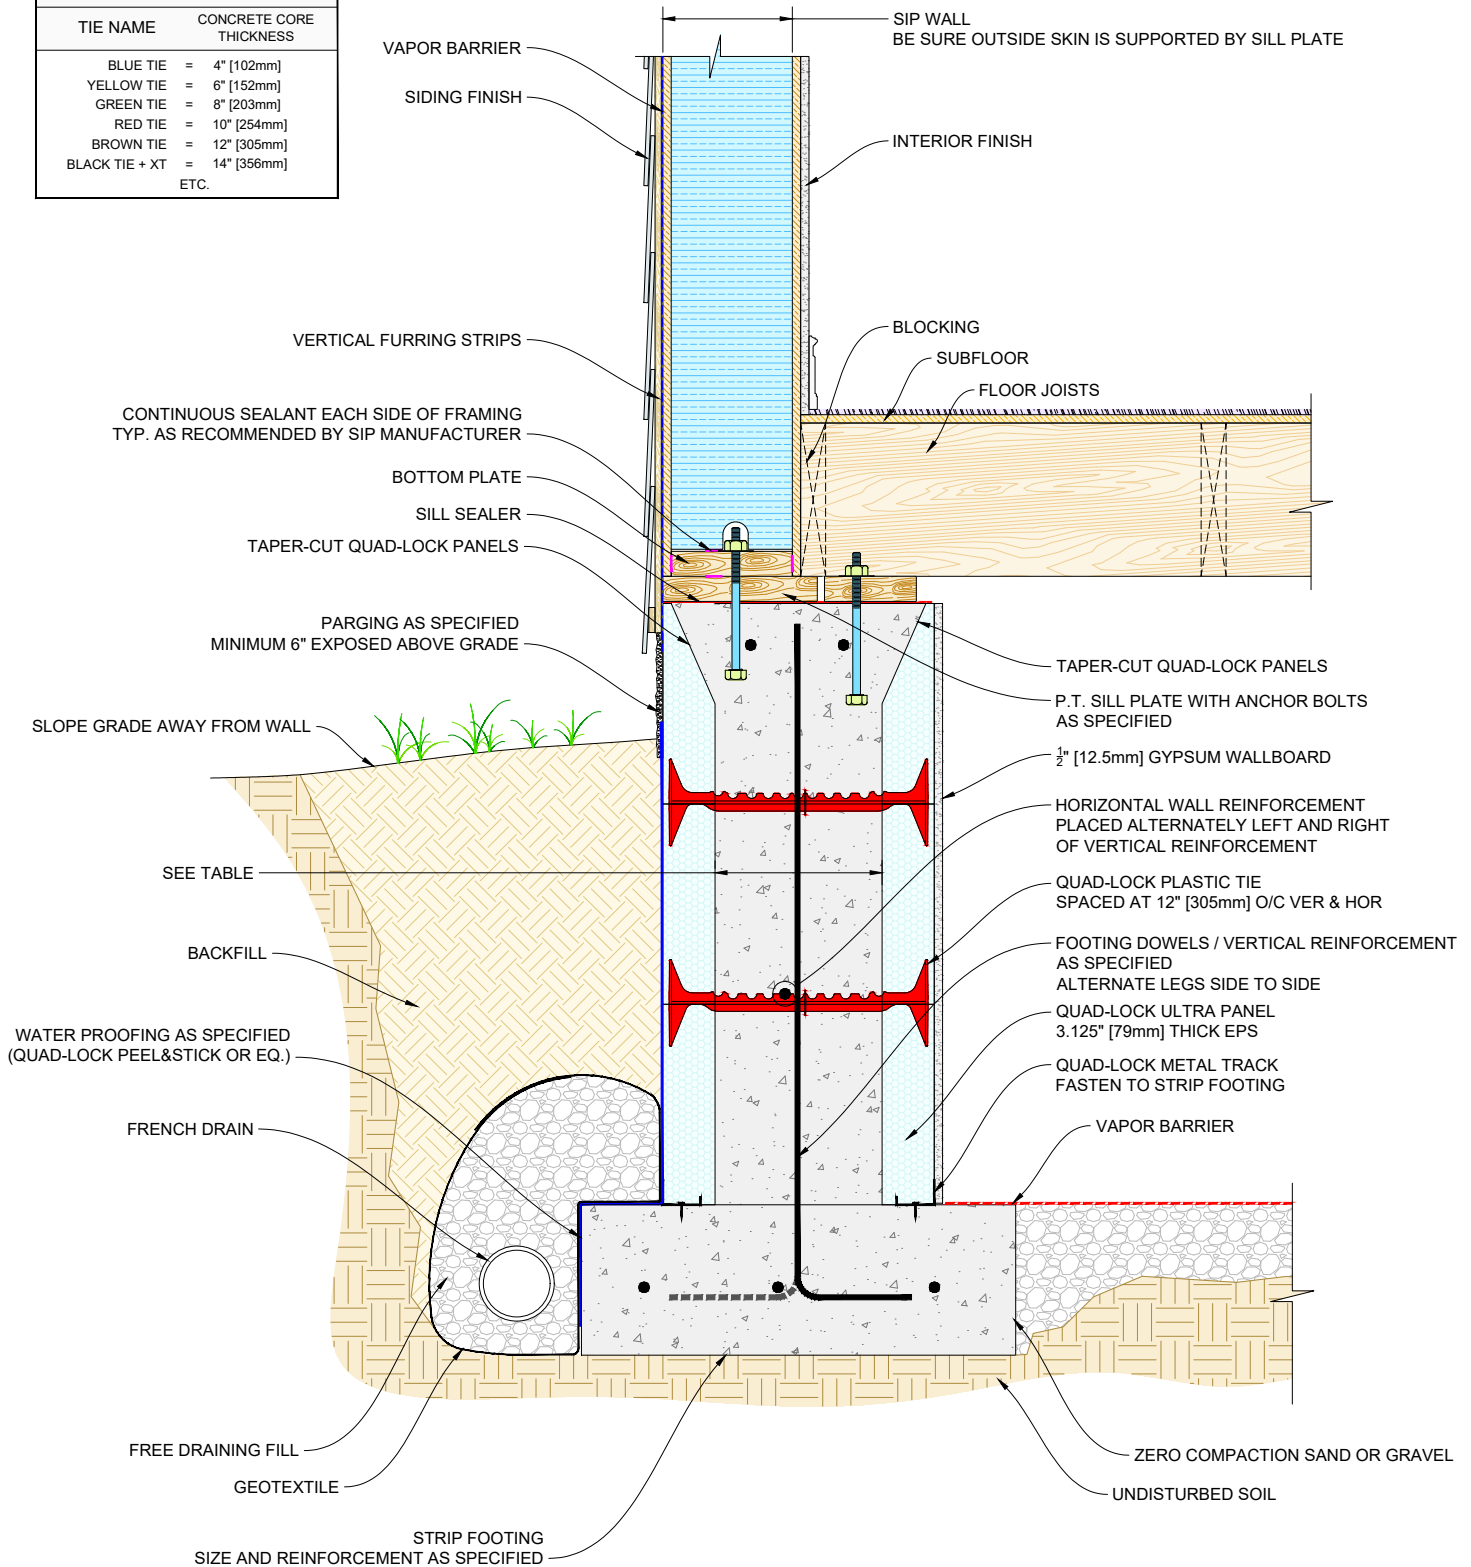 TIE NAME CONCRETE CORE
THICKNESS
BLUE TIE = 4" [102mm]
YELLOW TIE = 6" [152mm]
GREEN TIE = 8" [203mm]
RED TIE = 10" [254mm]
BROWN TIE = 12" [305mm]
BLACK TIE + XT = 14" [356mm]
ETC.
SIP WALL
BE SURE OUTSIDE SKIN IS SUPPORTED BY SILL PLATE
VAPOR BARRIER
SIDING FINISH
INTERIOR FINISH
VERTICAL FURRING STRIPS
BLOCKING
SUBFLOOR
FLOOR JOISTS
CONTINUOUS SEALANT EACH SIDE OF FRAMING
TYP. AS RECOMMENDED BY SIP MANUFACTURER
BOTTOM PLATE
SILL SEALER
TAPER-CUT QUAD-LOCK PANELS
PARGING AS SPECIFIED
MINIMUM 6" EXPOSED ABOVE GRADE
SLOPE GRADE AWAY FROM WALL
SEE TABLE
BACKFILL
WATER PROOFING AS SPECIFIED
(QUAD-LOCK PEEL&STICK OR EQ.)
FRENCH DRAIN
FREE DRAINING FILL
GEOTEXTILE
STRIP FOOTING
SIZE AND REINFORCEMENT AS SPECIFIED
TAPER-CUT QUAD-LOCK PANELS
P.T. SILL PLATE WITH ANCHOR BOLTS
AS SPECIFIED
½" [12.5mm] GYPSUM WALLBOARD
HORIZONTAL WALL REINFORCEMENT
PLACED ALTERNATELY LEFT AND RIGHT
OF VERTICAL REINFORCEMENT
QUAD-LOCK PLASTIC TIE
SPACED AT 12" [305mm] O/C VER & HOR
FOOTING DOWELS / VERTICAL REINFORCEMENT
AS SPECIFIED
ALTERNATE LEGS SIDE TO SIDE
QUAD-LOCK ULTRA PANEL
3.125" [79mm] THICK EPS
QUAD-LOCK METAL TRACK
FASTEN TO STRIP FOOTING
VAPOR BARRIER
ZERO COMPACTION SAND OR GRAVEL
UNDISTURBED SOIL